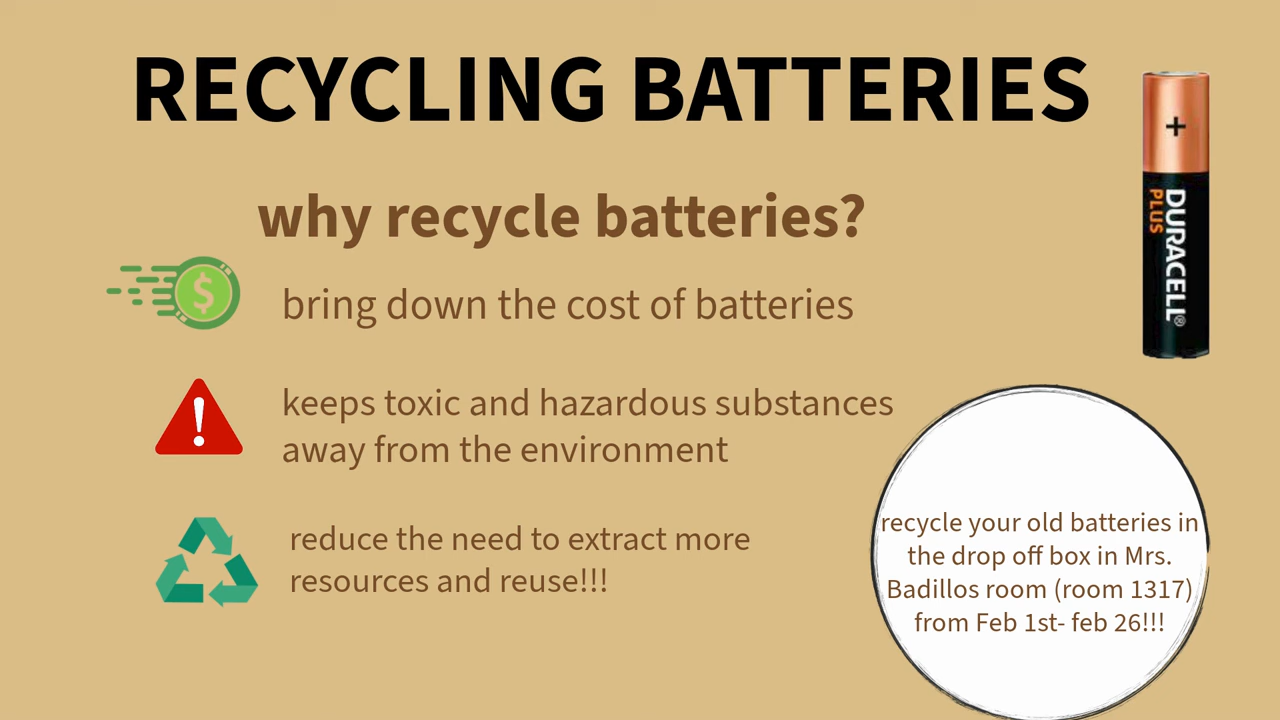 RECYCLING BATTERIES
+
DURACELL®
PLUS
why recycle batteries?
$
bring down the cost of batteries
!
keeps toxic and hazardous substances
away from the environment
reduce the need to extract more
resources and reuse!!!
recycle your old batteries in
the drop off box in Mrs.
Badillos room (room 1317)
from Feb 1st- feb 26!!!